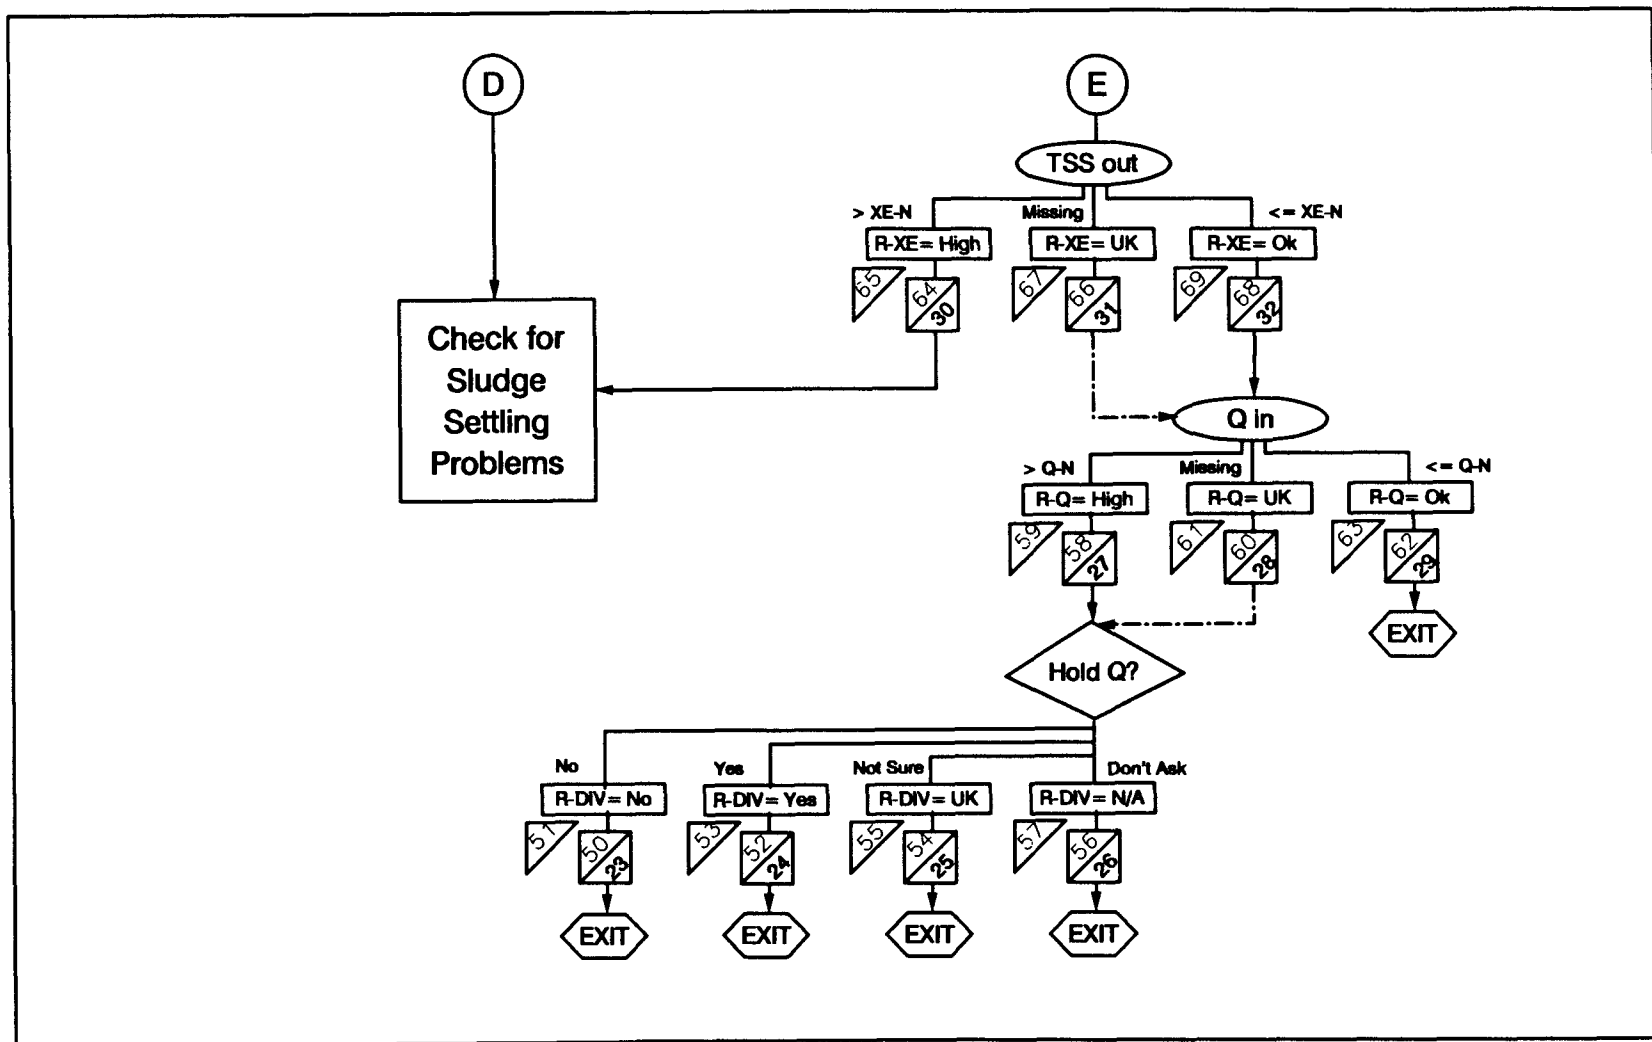 D
E
TSS out
> XE-N
Missing
<= XE-N
R-XE= High
R-XE= UK
R-XE= Ok
65
64
30
67
66
31
69
68
32
Check for
Sludge
Settling
Problems
Q in
> Q-N
Missing
<= Q-N
R-Q= High
R-Q= UK
R-Q= Ok
59
58
27
61
60
28
63
62
29
EXIT
Hold Q?
No
Yes
Not Sure
Don't Ask
R-DIV= No
R-DIV= Yes
R-DIV= UK
R-DIV= N/A
51
50
23
53
52
24
55
54
25
57
56
26
EXIT
EXIT
EXIT
EXIT